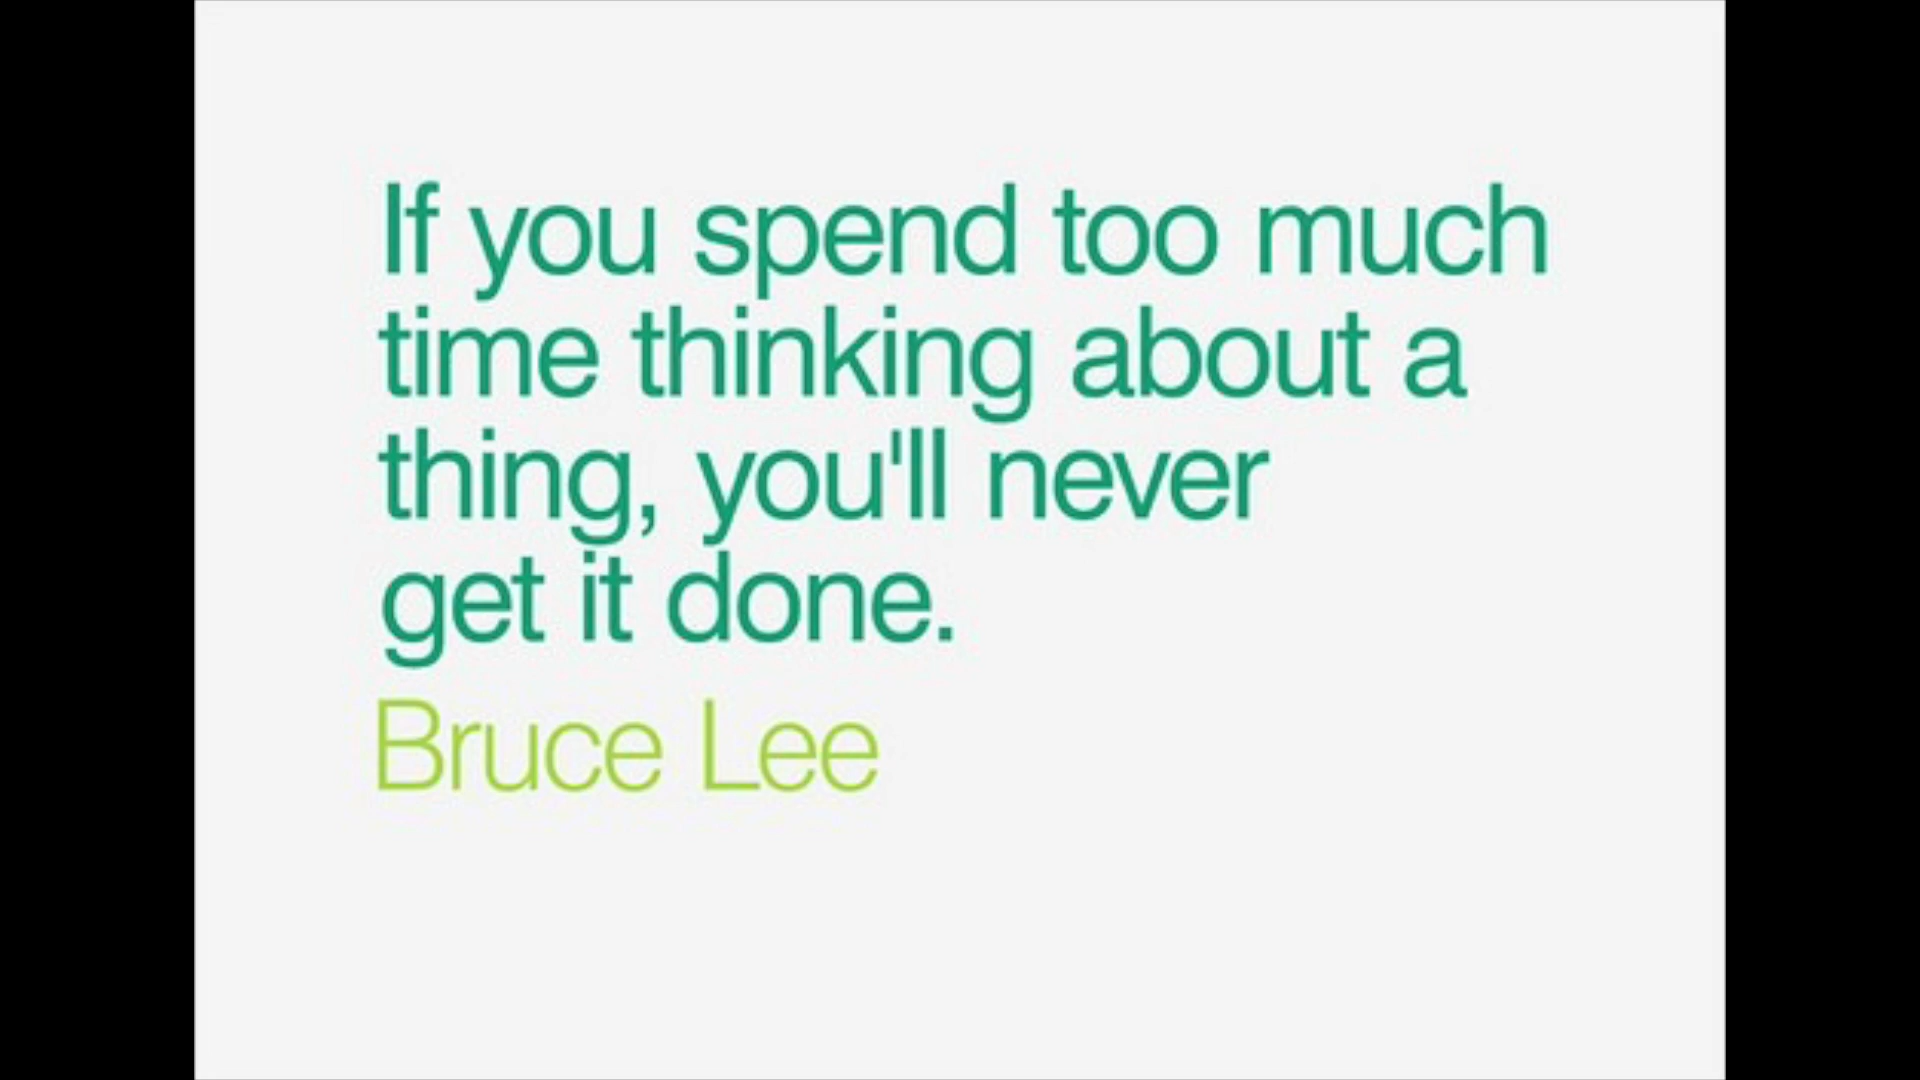 If you spend too much
time thinking about a
thing, you'll never
get it done.
Bruce Lee